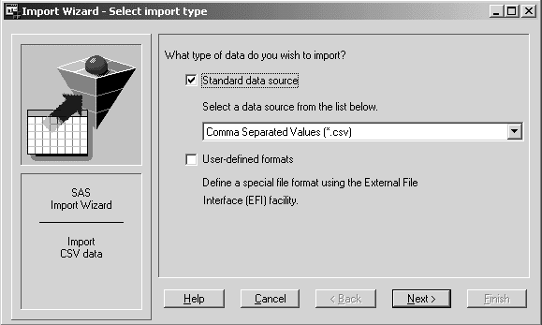 Import Wizard - Select import type
What type of data do you wish to import?
Standard data source
Select a data source from the list below.
Comma Separated Values (*.csv)
User-defined formats
Define a special file format using the External File
Interface (EFI) facility.
SAS
Import Wizard
Import
CSV data
Help
Cancel
< Back
Next >
Finish